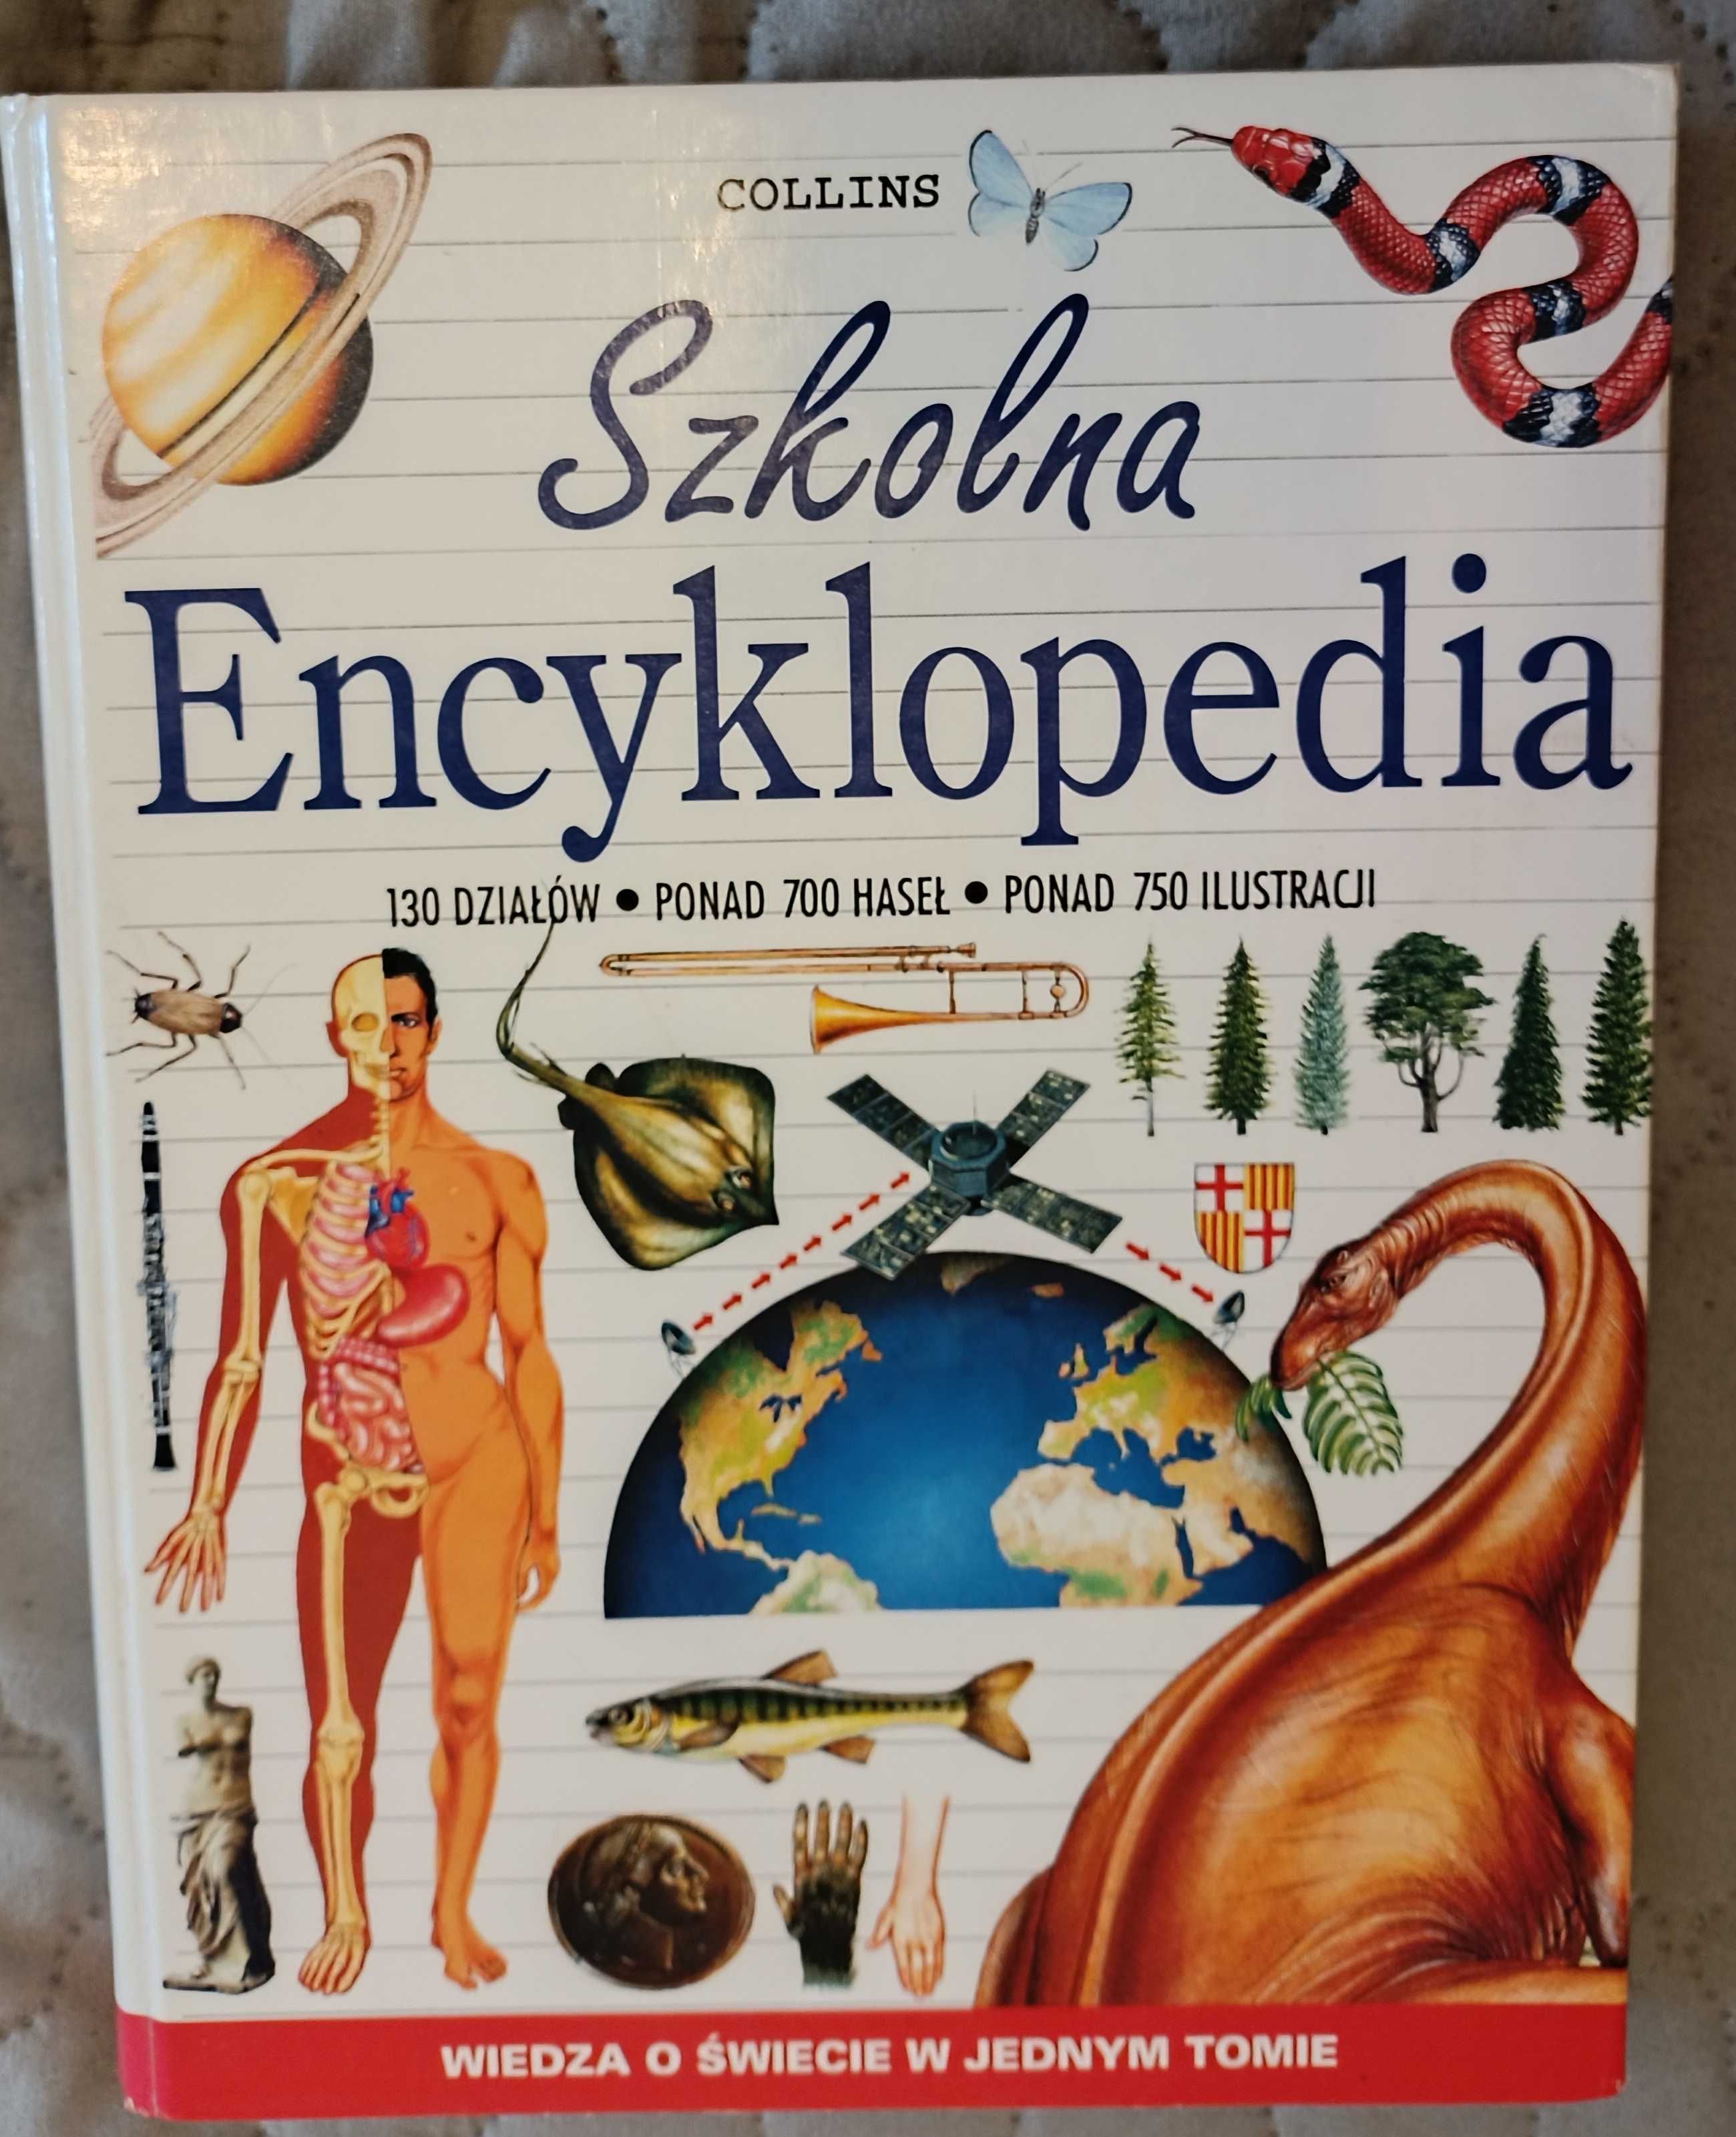 COLLINS
Szkolna
Encyklopedia
130 DZIAŁÓW ● PONAD 700 HASEŁ ● PONAD 750 ILUSTRACJI
WIEDZA O ŚWIECIE W JEDNYM TOMIE